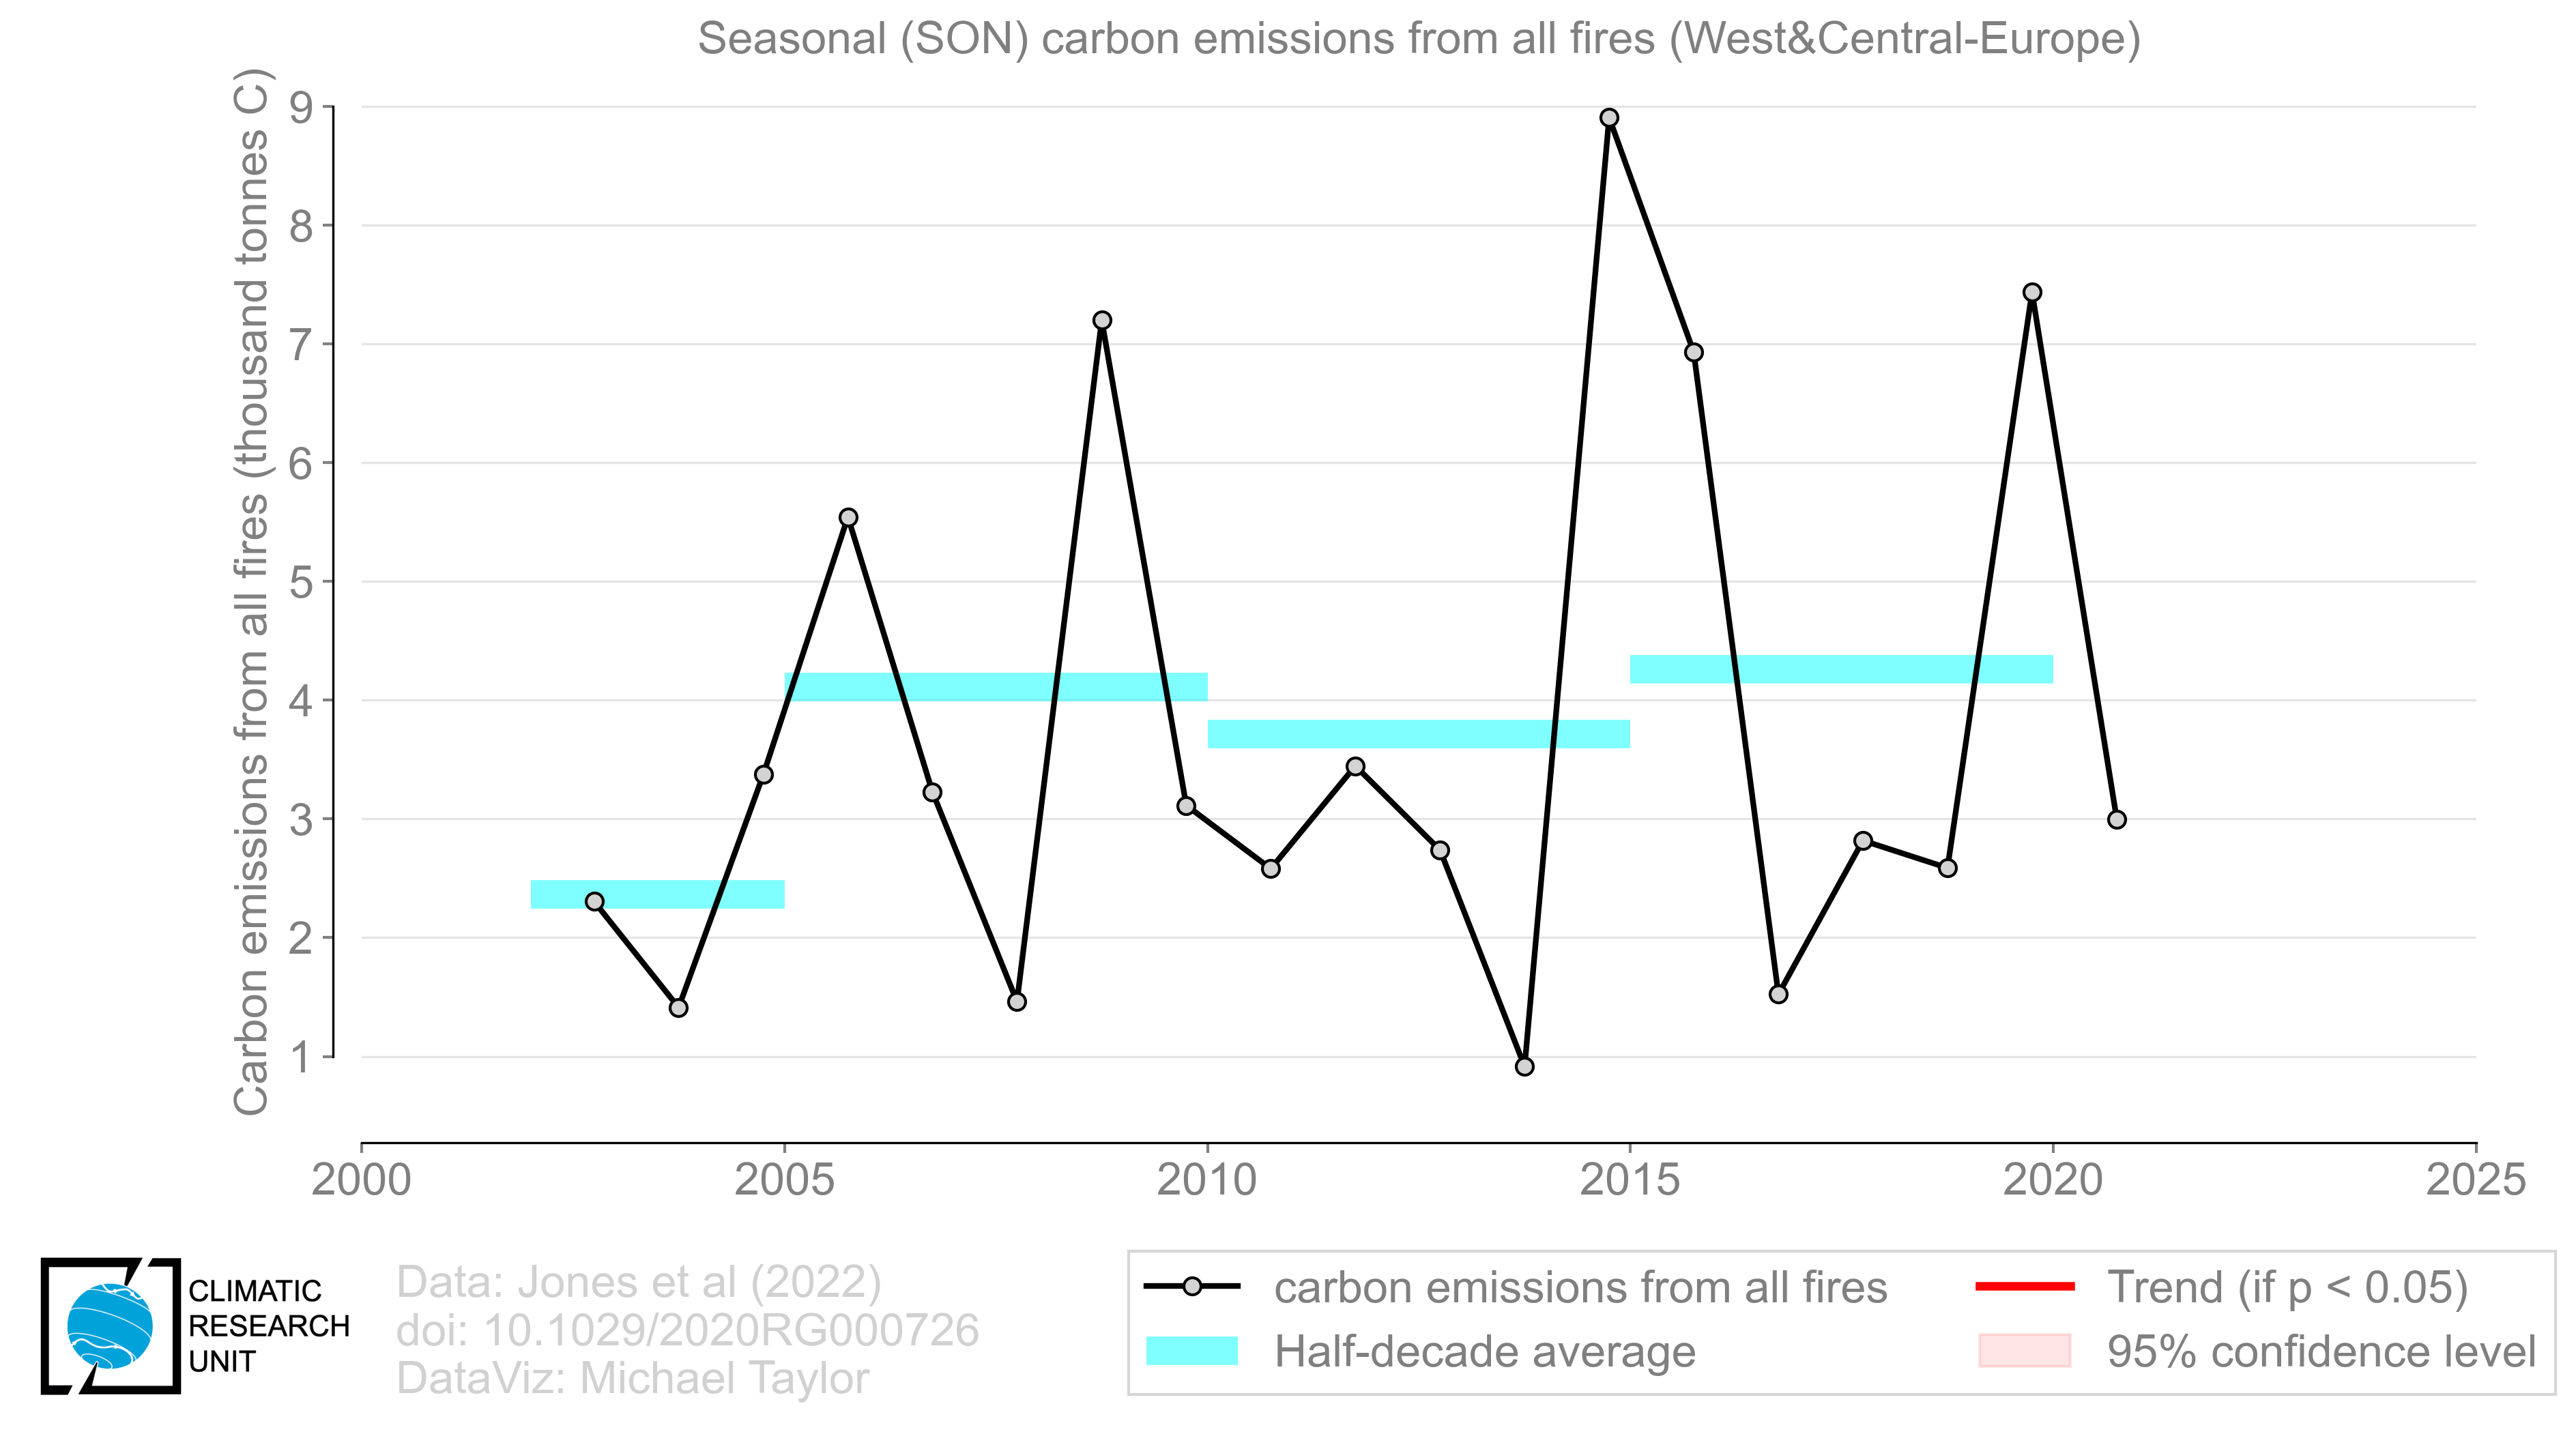 Seasonal (SON) carbon emissions from all fires (West&Central-Europe)
Carbon emissions from all fires (thousand tonnes C)
9
8
7
6
5
4
3
2
1
2000 2005 2010 2015 2020 2025
CLIMATIC
RESEARCH
UNIT
Data: Jones et al (2022)
doi: 10.1029/2020RG000726
DataViz: Michael Taylor
carbon emissions from all fires
Half-decade average
Trend (if p < 0.05)
95% confidence level